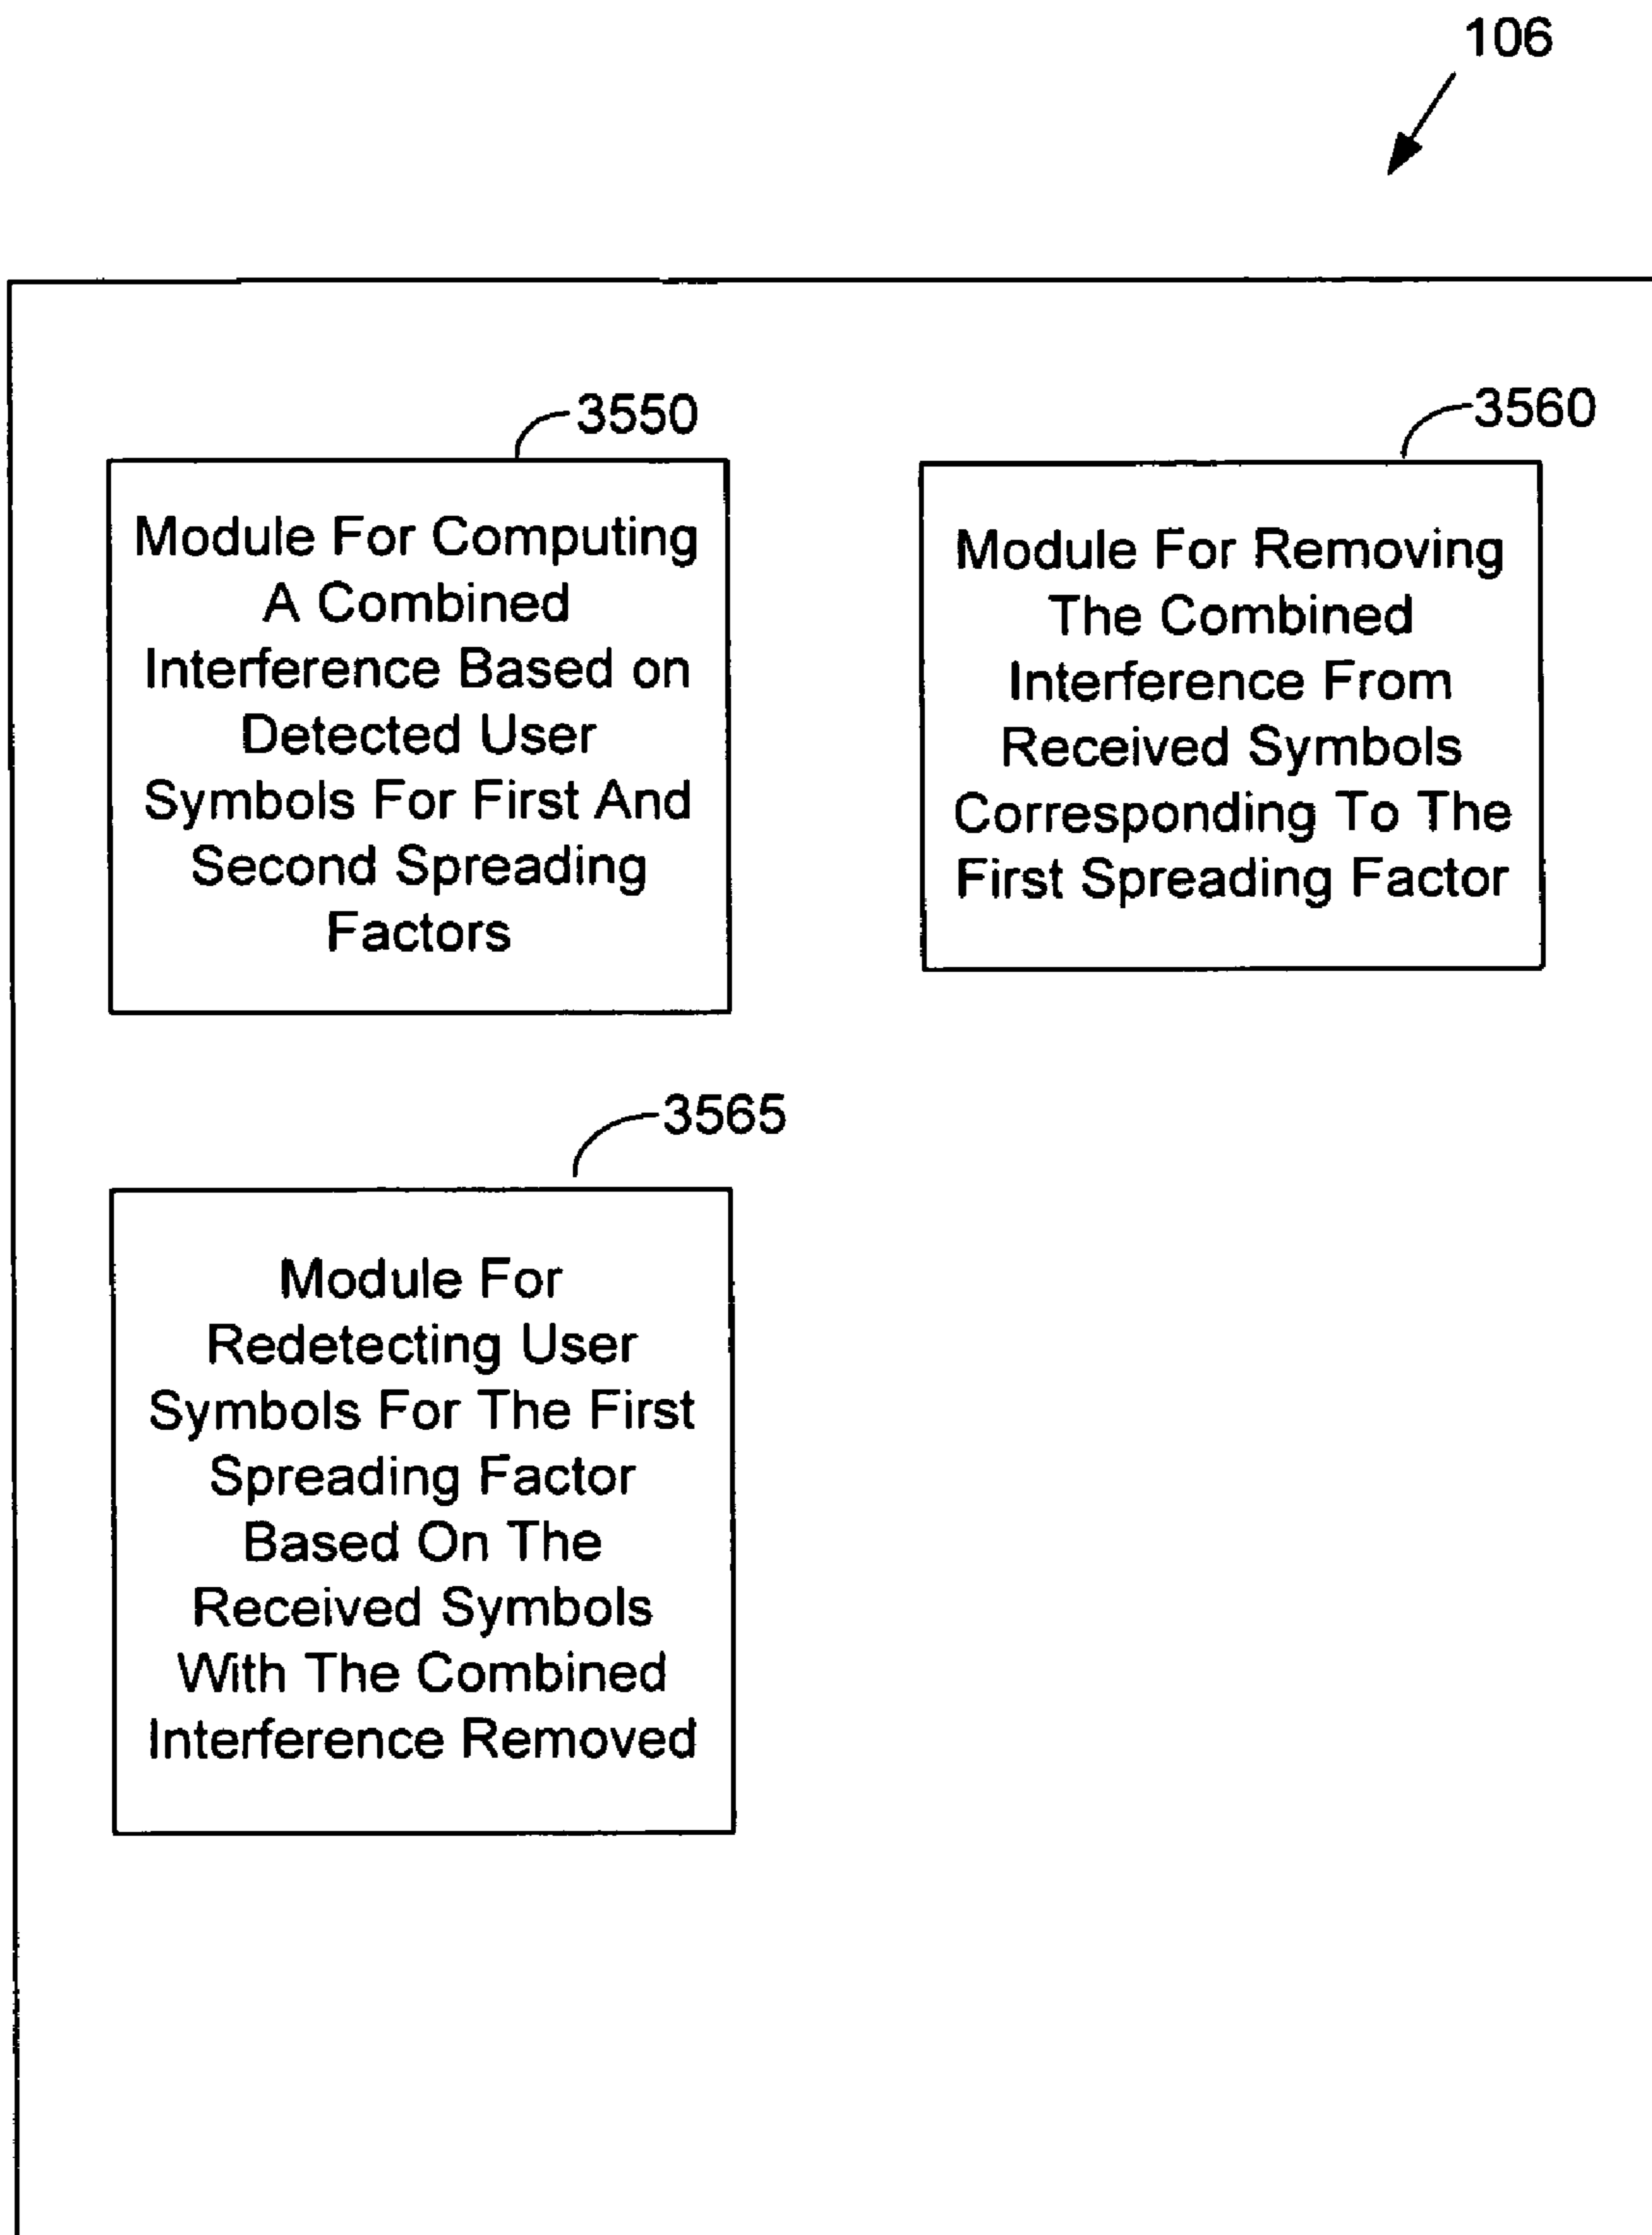 106
3550
Module For Computing
A Combined
Interference Based on
Detected User
Symbols For First And
Second Spreading
Factors
3560
Module For Removing
The Combined
Interference From
Received Symbols
Corresponding To The
First Spreading Factor
3565
Module For
Redetecting User
Symbols For The First
Spreading Factor
Based On The
Received Symbols
With The Combined
Interference Removed